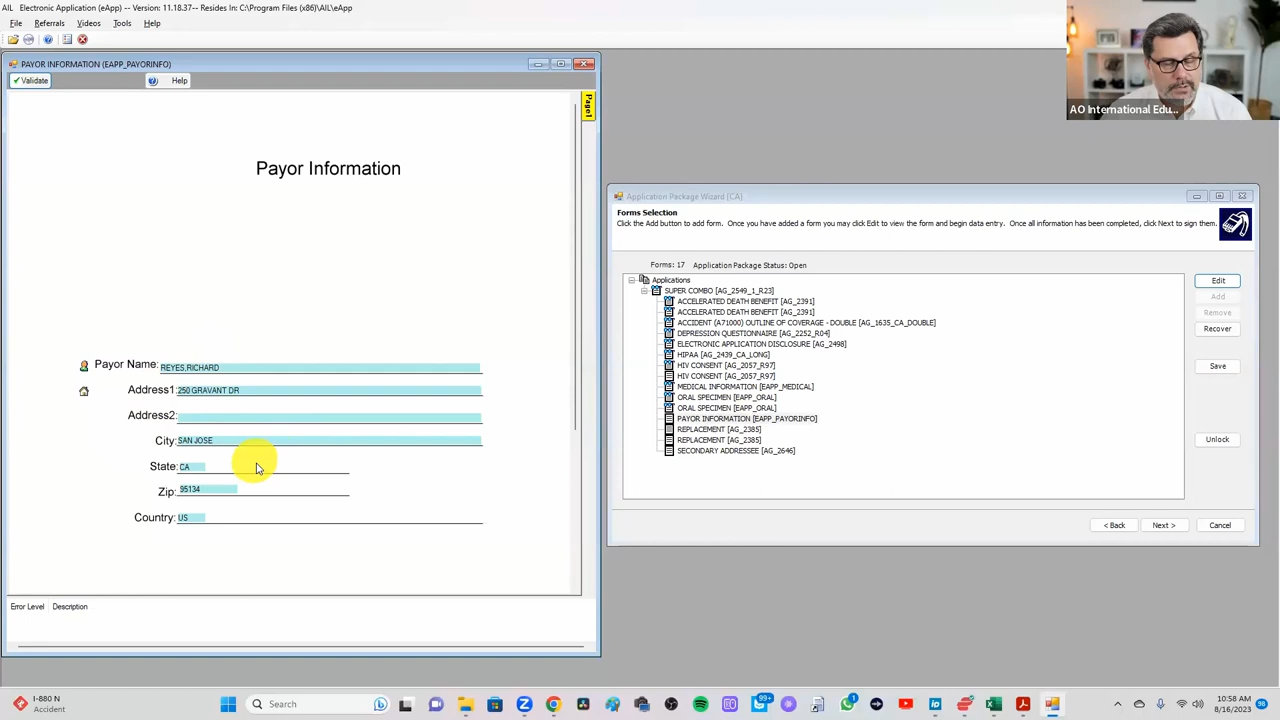 AIL Electronic Application (eApp) -- Version: 11.18.37-- Resides In: C:\Program Files (x86)\AIL\eApp
File Referrals Videos Tools Help
PAYOR INFORMATION (EAPP_PAYORINFO)
Validate Help
Page1
Payor Information
Payor Name: REYES,RICHARD
Address1: 250 GRAVANT DR
Address2:
City: SAN JOSE
State: CA
Zip: 95134
Country: US
Error Level Description
AO International Edu...
Application Package Wizard [CA]
Forms Selection
Click the Add button to add form. Once you have added a form you may click Edit to view the form and begin data entry. Once all information has been completed, click Next to sign them.
Forms: 17 Application Package Status: Open
Applications
SUPER COMBO [AG_2549_1_R23]
ACCELERATED DEATH BENEFIT [AG_2391]
ACCELERATED DEATH BENEFIT [AG_2391]
ACCIDENT (A71000) OUTLINE OF COVERAGE - DOUBLE [AG_1635_CA_DOUBLE]
DEPRESSION QUESTIONNAIRE [AG_2252_R04]
ELECTRONIC APPLICATION DISCLOSURE [AG_2498]
HIPAA [AG_2439_CA_LONG]
HIV CONSENT [AG_2057_R97]
HIV CONSENT [AG_2057_R97]
MEDICAL INFORMATION [EAPP_MEDICAL]
ORAL SPECIMEN [EAPP_ORAL]
ORAL SPECIMEN [EAPP_ORAL]
PAYOR INFORMATION [EAPP_PAYORINFO]
REPLACEMENT [AG_2385]
REPLACEMENT [AG_2385]
SECONDARY ADDRESSEE [AG_2646]
Edit
Add
Remove
Recover
Save
Unlock
< Back Next > Cancel
I-880 N
Accident
Search
99+
1
10:58 AM
8/16/2023
98